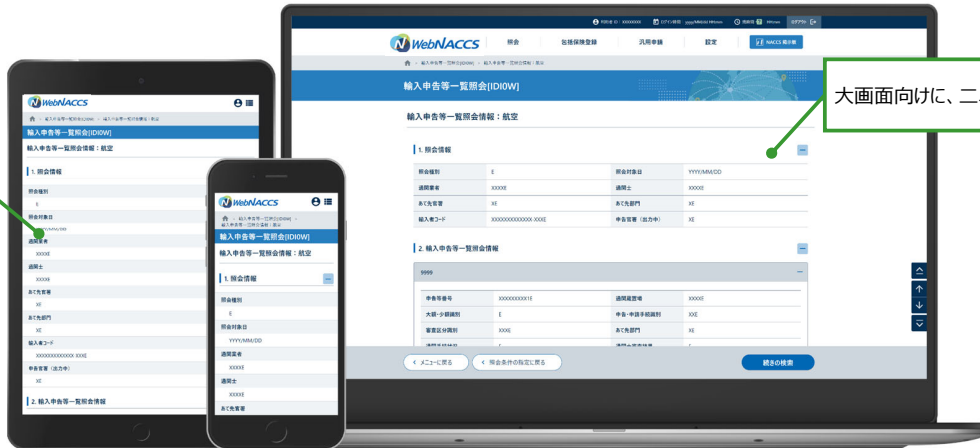 WebNACCS
輸入申告等一覧照会[IDI0W]
輸入申告等一覧照会情報：航空
1. 照会情報
照会種別
E
照会対象日
YYYY/MM/DD
通関業者
XXXXE
通関士
XXXXE
あて先官署
XE
あて先部門
XE
輸入者コード
XXXXXXXXXXXXX XXXE
申告官署（出力中）
XE
2. 輸入申告等一覧照会情報
WebNACCS
輸入申告等一覧照会[IDI0W]
輸入申告等一覧照会情報：航空
1. 照会情報
照会種別
E
照会対象日
YYYY/MM/DD
通関業者
XXXXE
通関士
XXXXE
あて先官署
WebNACCS 照会 包括保険登録 汎用申請 設定 NACCS 掲示板
輸入申告等一覧照会[IDI0W]
輸入申告等一覧照会情報：航空
1. 照会情報
照会種別 E 照会対象日 YYYY/MM/DD
通関業者 XXXXE 通関士 XXXXE
あて先官署 XE あて先部門 XE
輸入者コード XXXXXXXXXXXXX XXXE 申告官署（出力中） XE
2. 輸入申告等一覧照会情報
9999
申告等番号 XXXXXXXXXX1E 通関蔵置場 XXXXE
大額・少額識別 E 申告・申請手続識別 XXE
審査区分識別 XXXE あて先部門 XE
メニューに戻る 照会条件の指定に戻る 続きの検索
大画面向けに、二